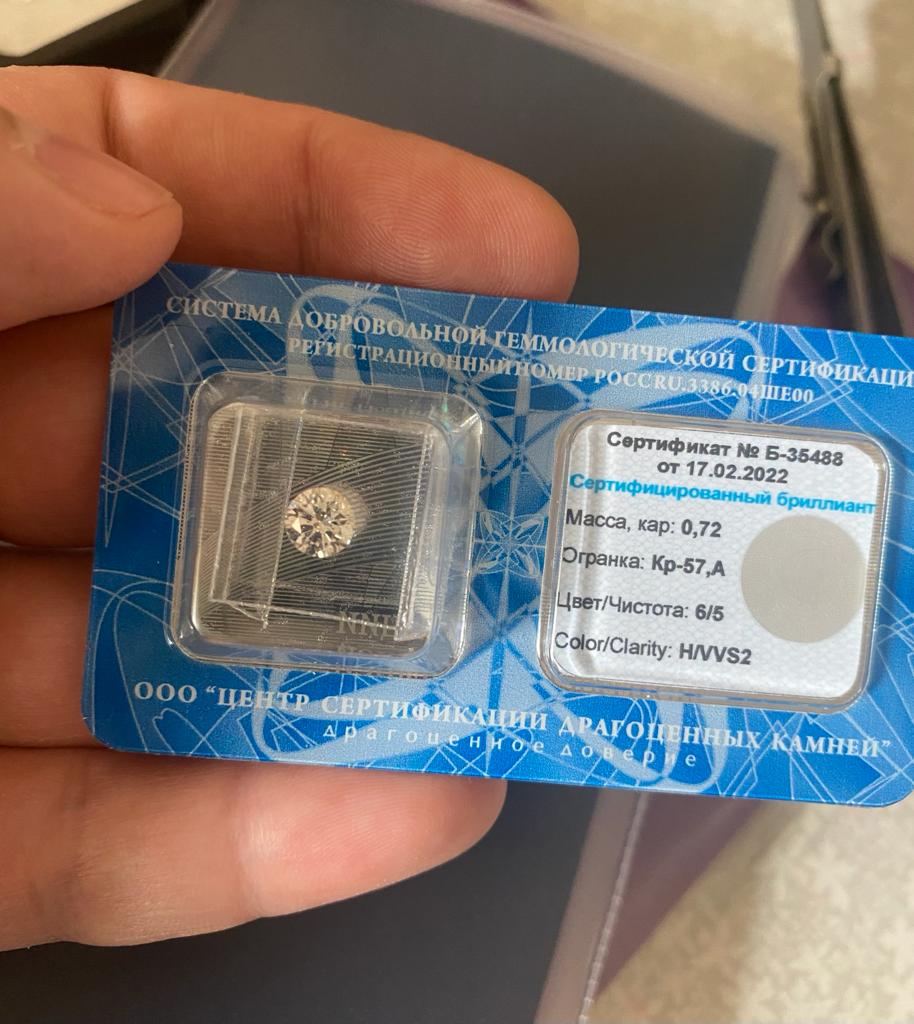 СИСТЕМА ДОБРОВОЛЬНОЙ ГЕММОЛОГИЧЕСКОЙ СЕРТИФИКАЦИ
РЕГИСТРАЦИОННЫЙ НОМЕР РОСС RU.3386.04ШЕ00
Сертификат № Б-35488
от 17.02.2022
Сертифицированный бриллиант
Масса, кар: 0,72
Огранка: Кр-57,А
Цвет/Чистота: 6/5
Color/Clarity: H/VVS2
ООО "ЦЕНТР СЕРТИФИКАЦИИ ДРАГОЦЕННЫХ КАМНЕЙ"
драгоценное доверие